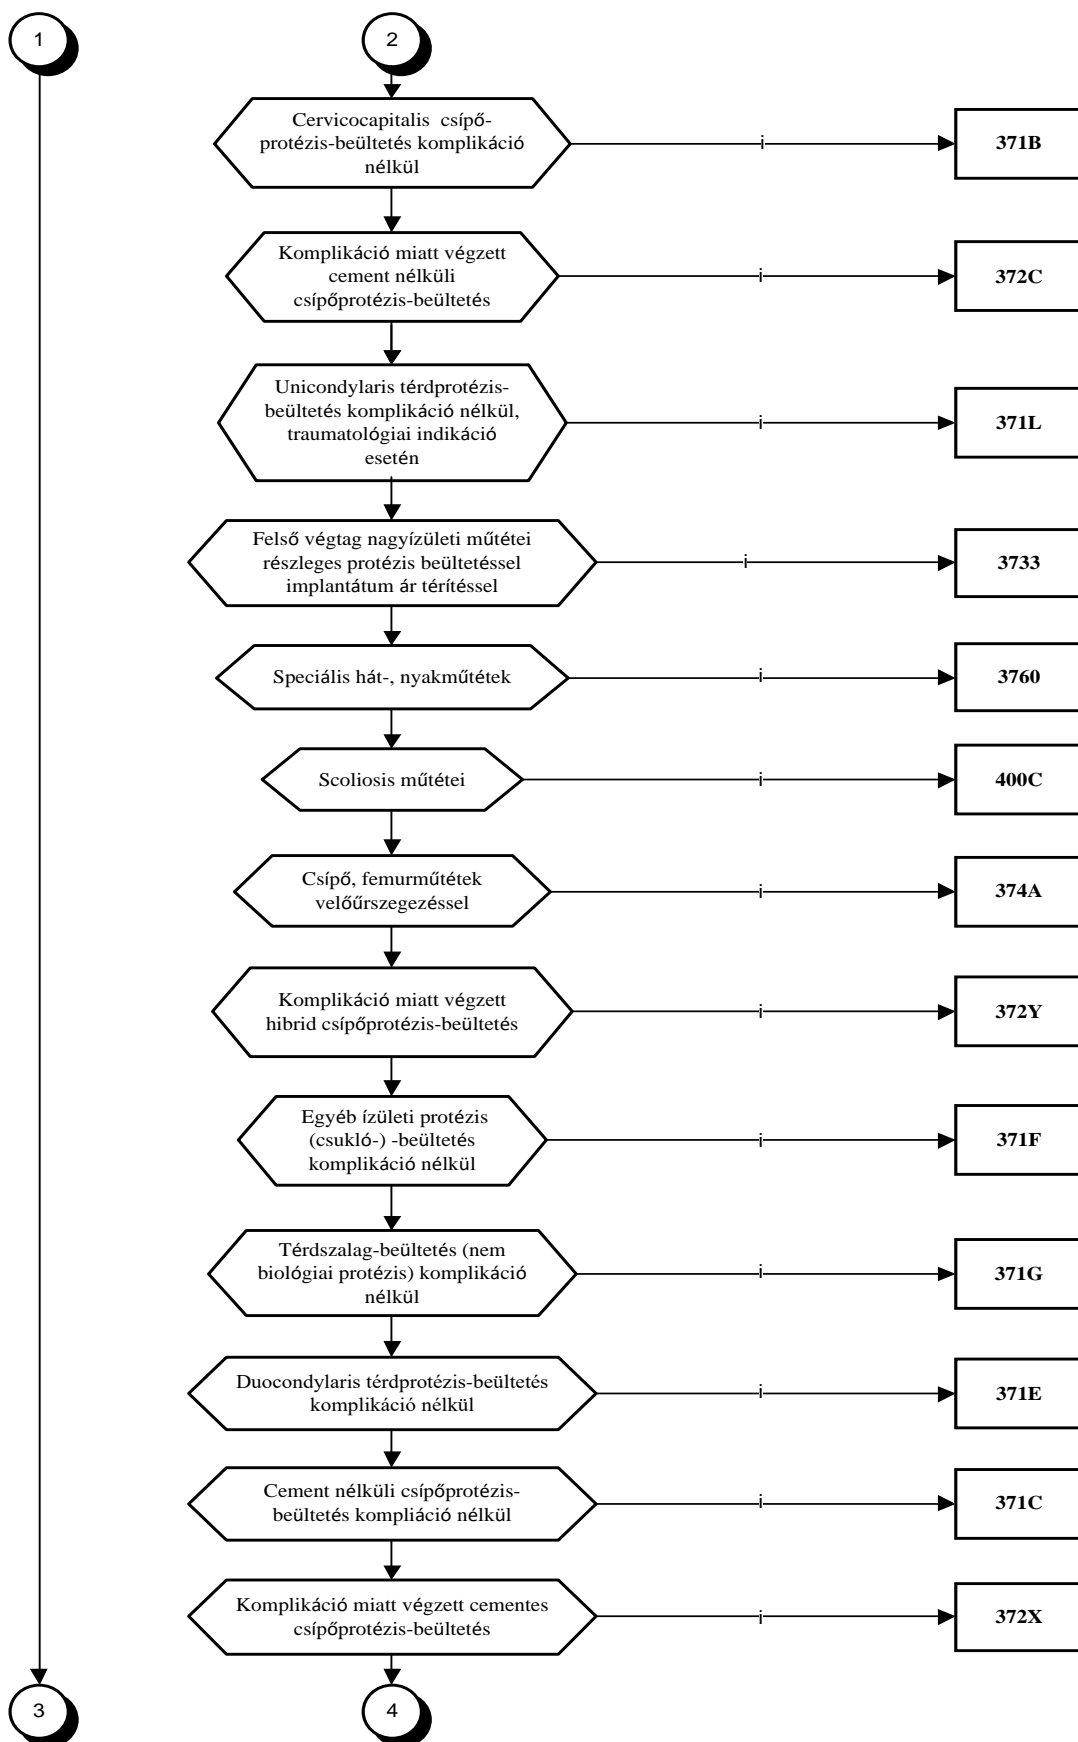 1
2
Cervicocapitalis csípő-
protézis-beültetés komplikáció
nélkül
i
371B
Komplikáció miatt végzett
cement nélküli
csípőprotézis-beültetés
i
372C
Unicondylaris térdprotézis-
beültetés komplikáció nélkül,
traumatológiai indikáció
esetén
i
371L
Felső végtag nagyízületi műtétei
részleges protézis beültetéssel
implantátum ár térítéssel
i
3733
Speciális hát-, nyakműtétek
i
3760
Scoliosis műtétei
i
400C
Csípő, femurműtétek
velőűrszegezéssel
i
374A
Komplikáció miatt végzett
hibrid csípőprotézis-beültetés
i
372Y
Egyéb ízületi protézis
(csukló-) -beültetés
komplikáció nélkül
i
371F
Térdszalag-beültetés (nem
biológiai protézis) komplikáció
nélkül
i
371G
Duocondylaris térdprotézis-beültetés
komplikáció nélkül
i
371E
Cement nélküli csípőprotézis-
beültetés kompliáció nélkül
i
371C
Komplikáció miatt végzett cementes
csípőprotézis-beültetés
i
372X
3
4